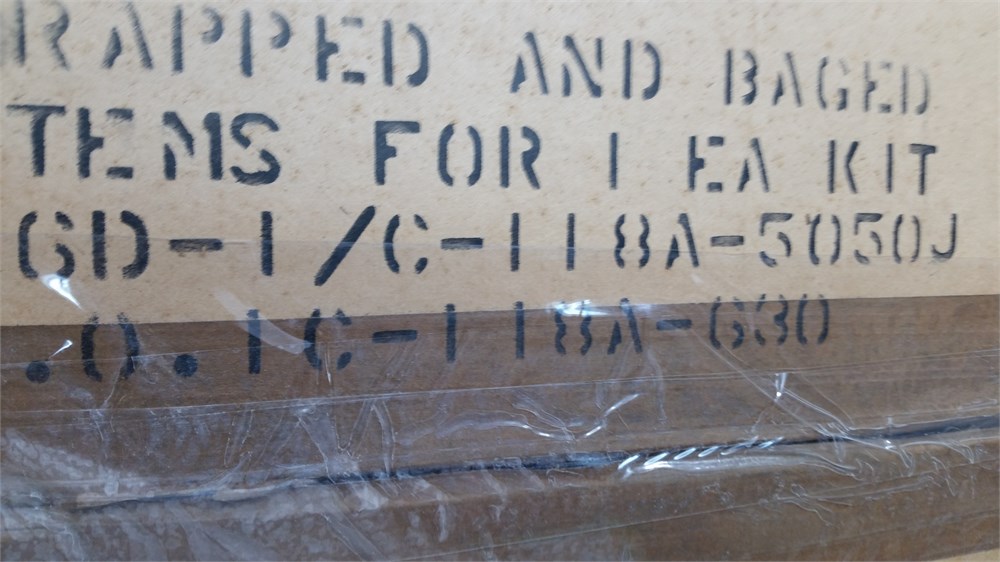 RAPPED AND BAGED
TEMS FOR 1 EA KIT
GD-1/C-118A-5050J
.O.1C-118A-630